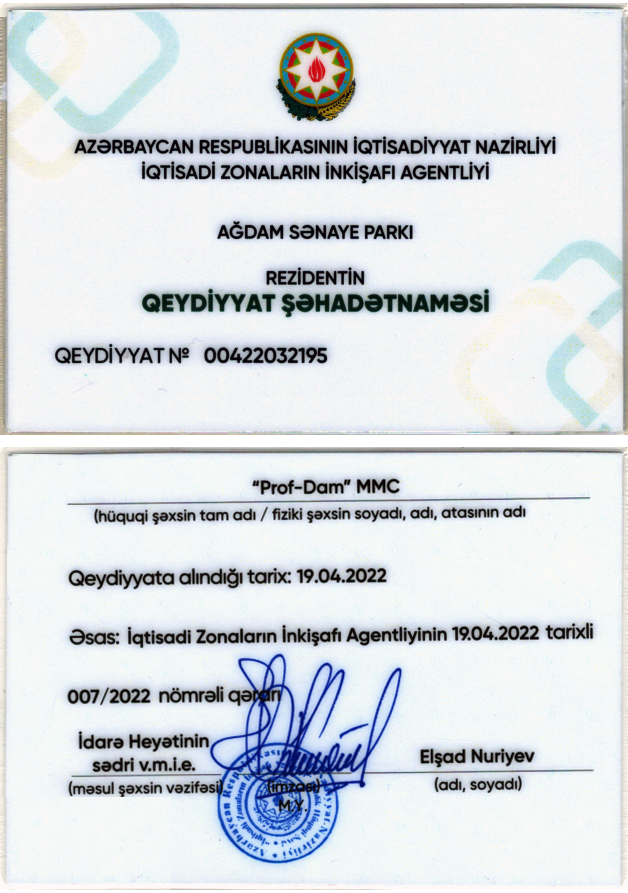 AZƏRBAYCAN RESPUBLİKASININ İQTİSADİYYAT NAZİRLİYİ
İQTİSADİ ZONALARIN İNKİŞAFI AGENTLİYİ
AĞDAM SƏNAYE PARKI
REZİDENTİN
QEYDİYYAT ŞƏHADƏTNAMƏSİ
QEYDİYYAT № 00422032195
“Prof-Dam” MMC
(hüquqi şəxsin tam adı / fiziki şəxsin soyadı, adı, atasının adı
Qeydiyyata alındığı tarix: 19.04.2022
Əsas: İqtisadi Zonaların İnkişafı Agentliyinin 19.04.2022 tarixli
007/2022 nömrəli qərarı
İdarə Heyətinin
sədri v.m.i.e.
Elşad Nuriyev
(məsul şəxsin vəzifəsi) (imzası) (adı, soyadı)
M.Y.